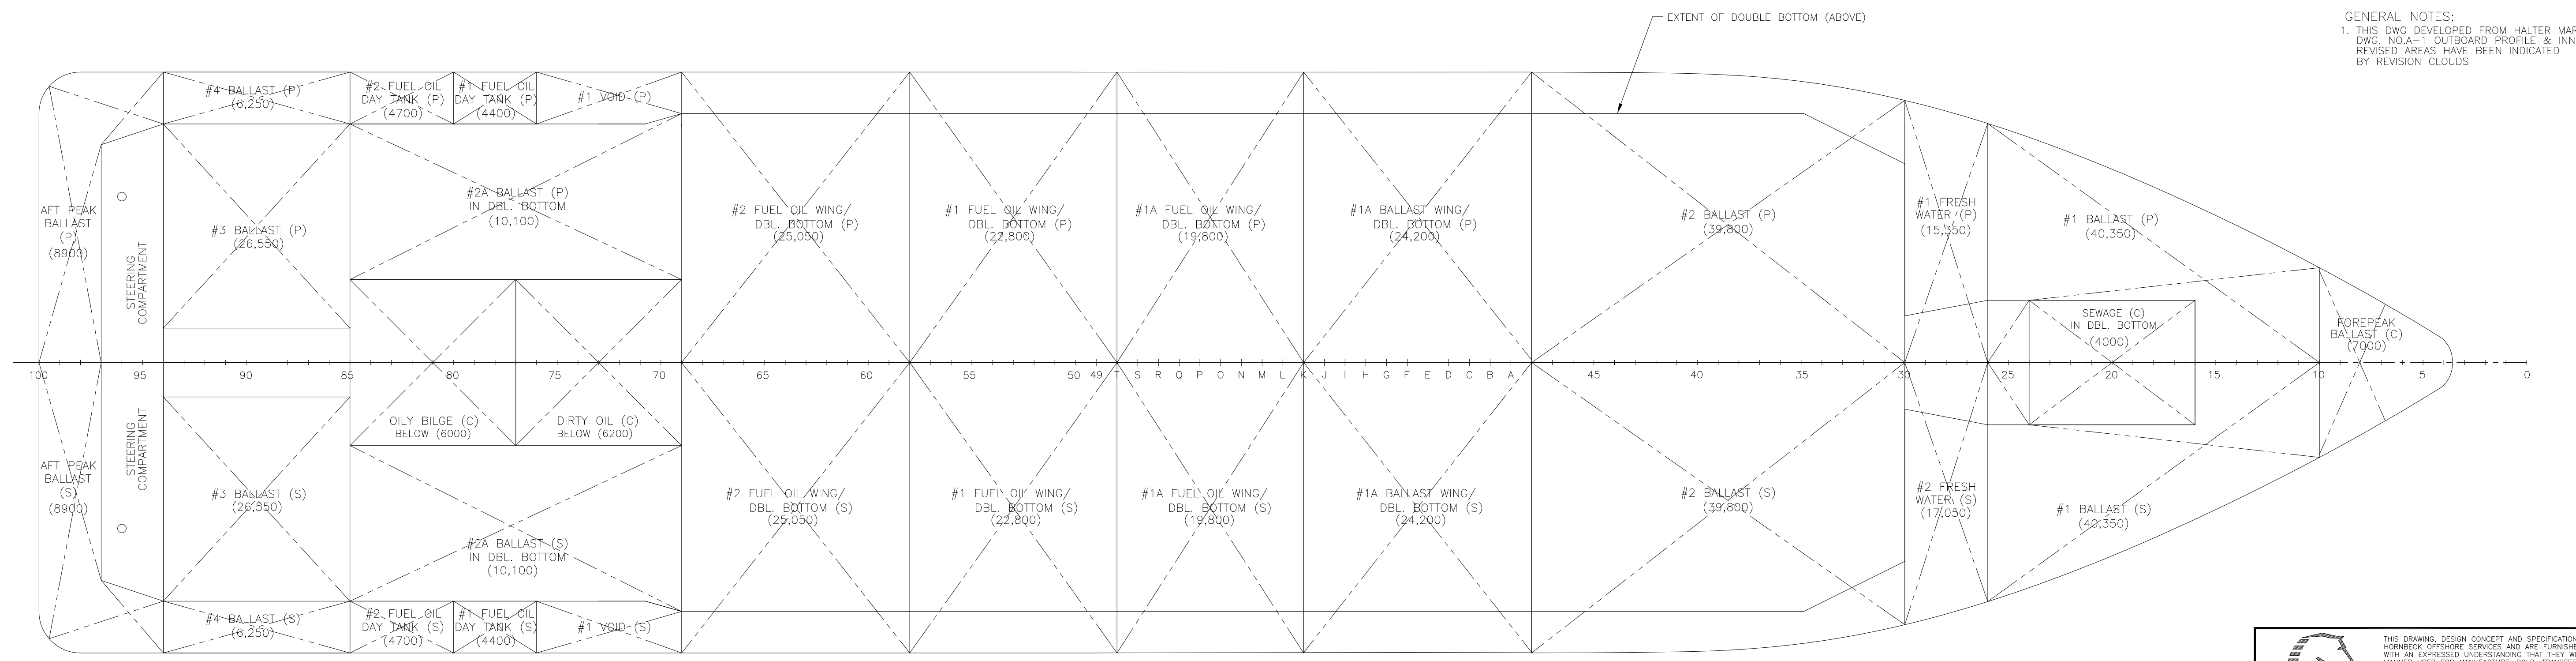 EXTENT OF DOUBLE BOTTOM (ABOVE)
GENERAL NOTES:
1. THIS DWG DEVELOPED FROM HALTER
DWG. NO.A-1 OUTBOARD PROFILE &
REVISED AREAS HAVE BEEN INDICATED
BY REVISION CLOUDS
#4 BALLAST (P)
(6,250)
#2 FUEL OIL
DAY TANK (P)
(4700)
#1 FUEL OIL
DAY TANK (P)
(4400)
#1 VOID (P)
AFT PEAK
BALLAST
(P)
(8900)
STEERING
COMPARTMENT
#3 BALLAST (P)
(26,550)
#2A BALLAST (P)
IN DBL. BOTTOM
(10,100)
#2 FUEL OIL WING/
DBL. BOTTOM (P)
(25,050)
#1 FUEL OIL WING/
DBL. BOTTOM (P)
(22,800)
#1A FUEL OIL WING/
DBL. BOTTOM (P)
(19,800)
#1A BALLAST WING/
DBL. BOTTOM (P)
(24,200)
#2 BALLAST (P)
(39,800)
#1 FRESH
WATER (P)
(15,350)
#1 BALLAST (P)
(40,350)
SEWAGE (C)
IN DBL. BOTTOM
(4000)
FOREPEAK
BALLAST (C)
(7000)
100 95 90 85 80 75 70 65 60 55 50 49 T S R Q P O N M L K J I H G F E D C B A 45 40 35 30 25 20 15 10 5 0
OILY BILGE (C)
BELOW (6000)
DIRTY OIL (C)
BELOW (6200)
AFT PEAK
BALLAST
(S)
(8900)
STEERING
COMPARTMENT
#3 BALLAST (S)
(26,550)
#2A BALLAST (S)
IN DBL. BOTTOM
(10,100)
#2 FUEL OIL WING/
DBL. BOTTOM (S)
(25,050)
#1 FUEL OIL WING/
DBL. BOTTOM (S)
(22,800)
#1A FUEL OIL WING/
DBL. BOTTOM (S)
(19,800)
#1A BALLAST WING/
DBL. BOTTOM (S)
(24,200)
#2 BALLAST (S)
(39,800)
#2 FRESH
WATER (S)
(17,050)
#1 BALLAST (S)
(40,350)
#4 BALLAST (S)
(6,250)
#2 FUEL OIL
DAY TANK (S)
(4700)
#1 FUEL OIL
DAY TANK (S)
(4400)
#1 VOID (S)
THIS DRAWING, DESIGN CONCEPT AND
HORNBECK OFFSHORE SERVICES AND ARE
WITH AN EXPRESSED UNDERSTANDING THAT THEY